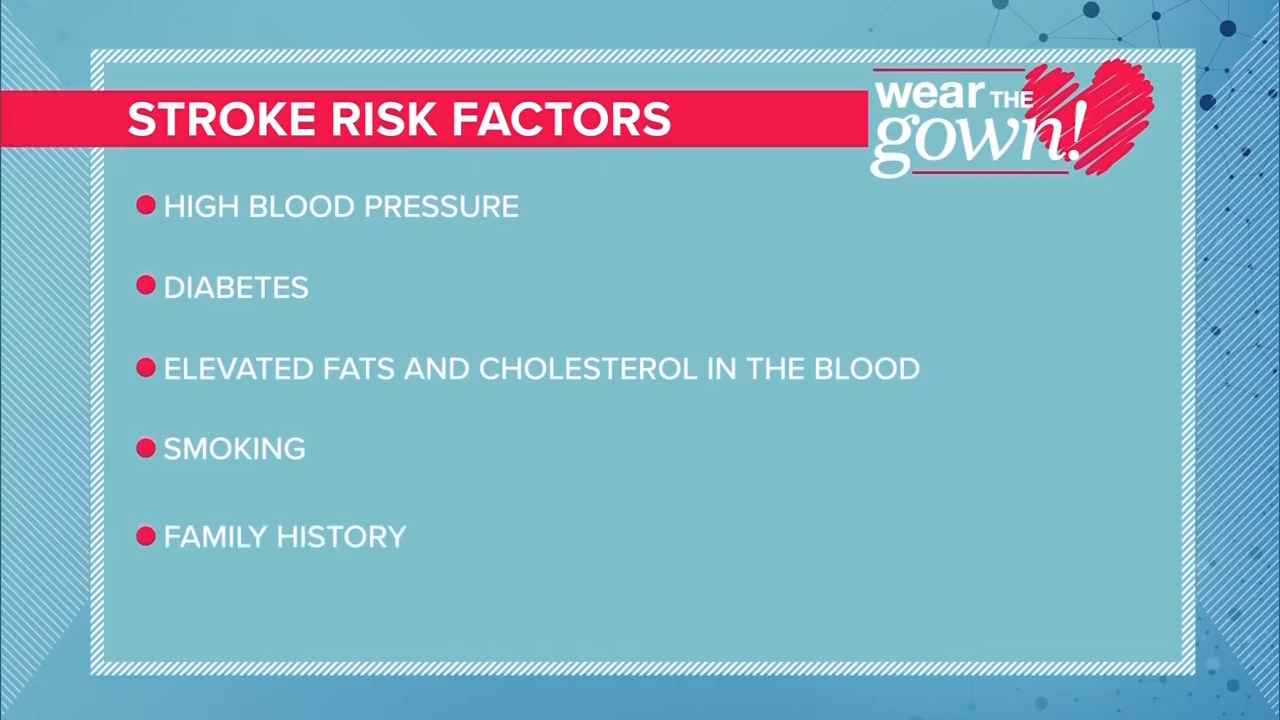 STROKE RISK FACTORS
wear THE
gown!
HIGH BLOOD PRESSURE
DIABETES
ELEVATED FATS AND CHOLESTEROL IN THE BLOOD
SMOKING
FAMILY HISTORY